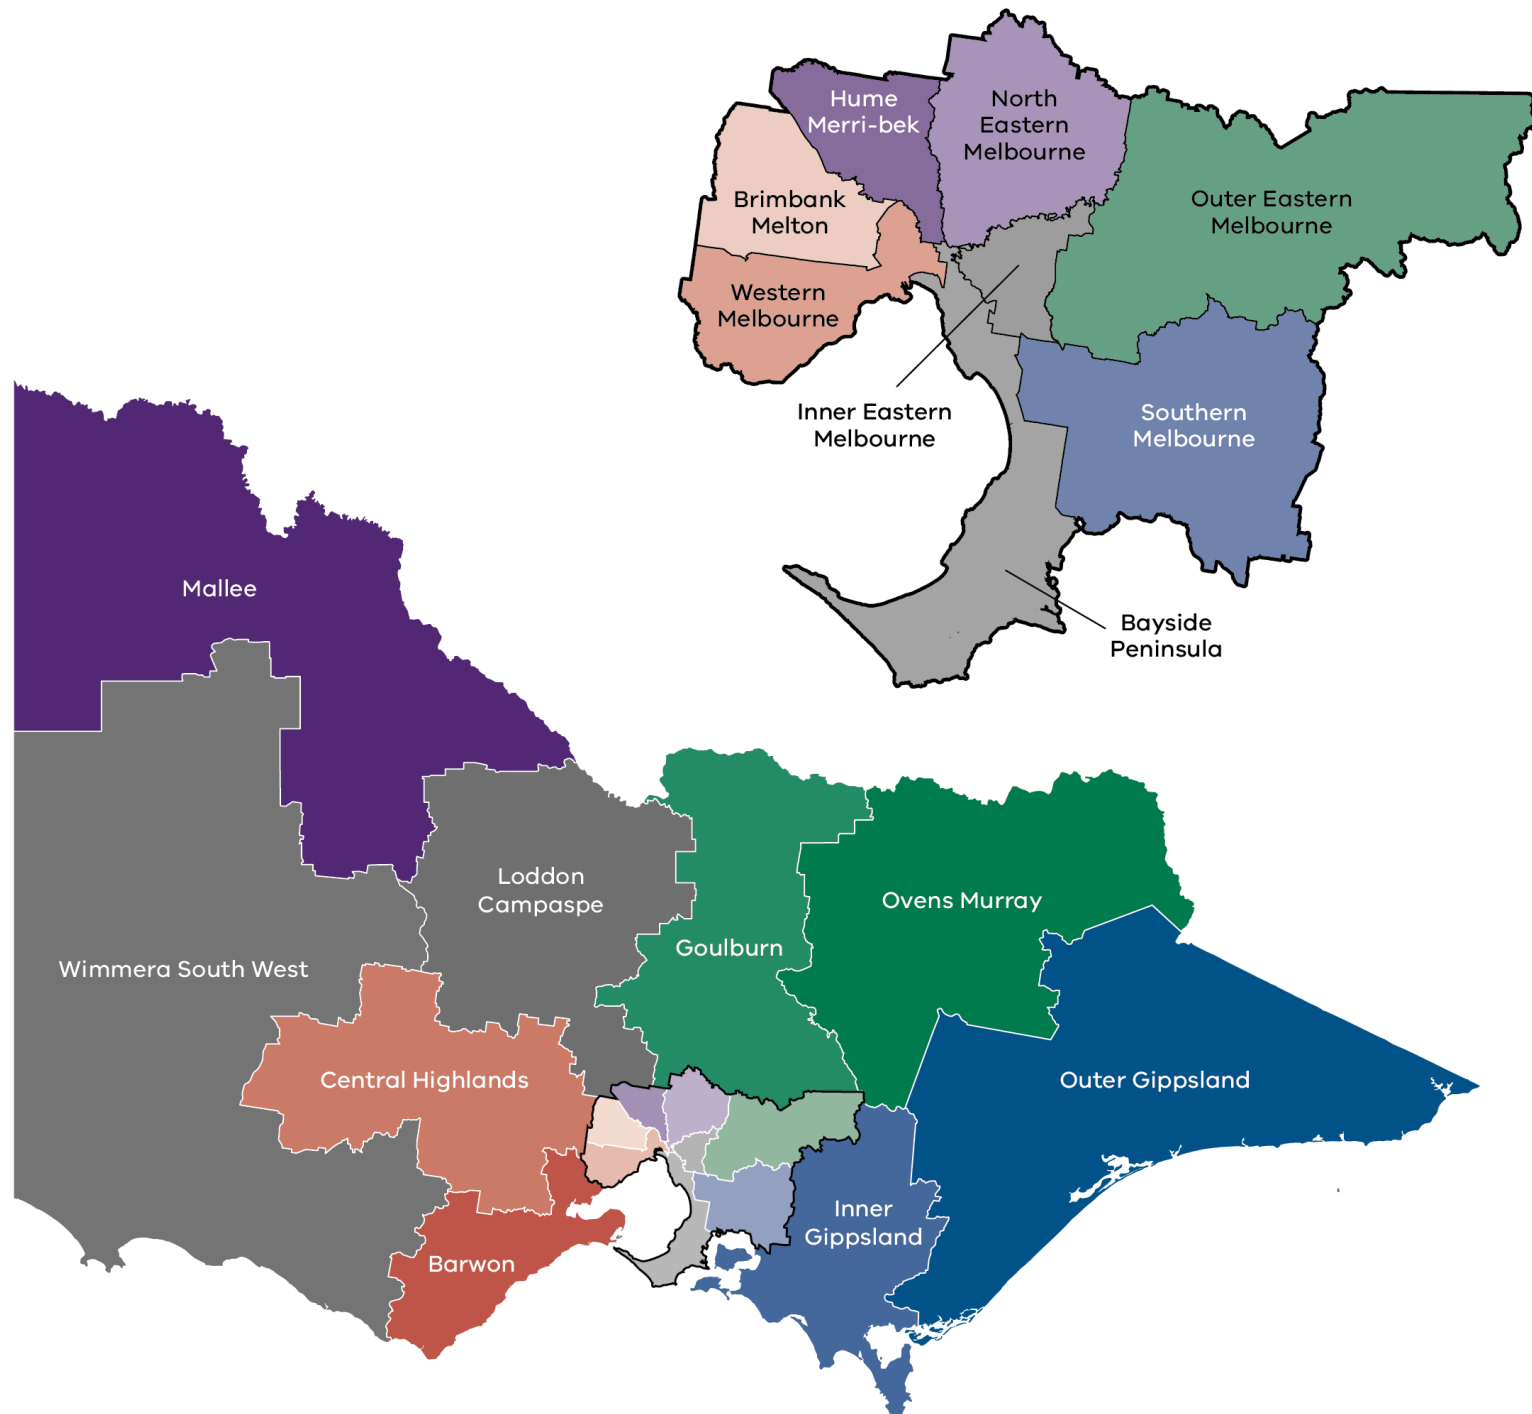 Hume
Merri-bek
North
Eastern
Melbourne
Brimbank
Melton
Outer Eastern
Melbourne
Western
Melbourne
Inner Eastern
Melbourne
Southern
Melbourne
Bayside
Peninsula
Mallee
Loddon
Campaspe
Ovens Murray
Goulburn
Wimmera South West
Central Highlands
Outer Gippsland
Inner
Gippsland
Barwon